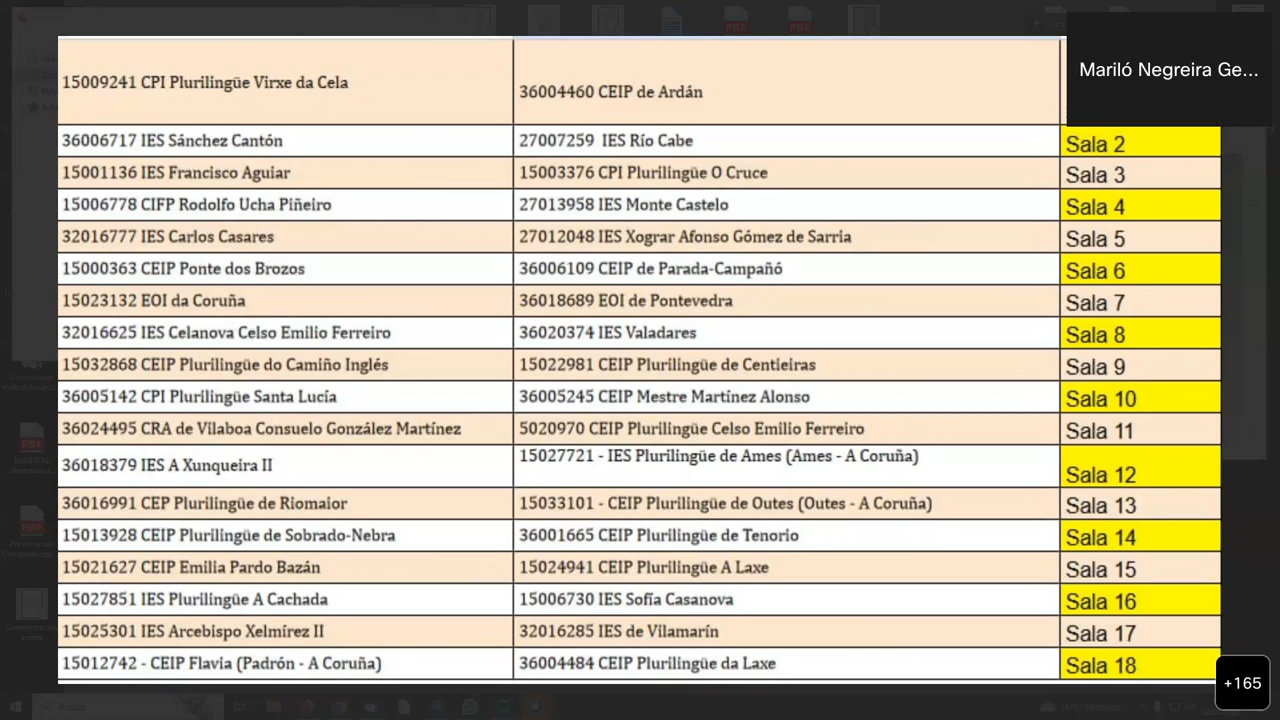 Mariló Negreira Ge...
15009241 CPI Plurilingüe Virxe da Cela
36004460 CEIP de Ardán
36006717 IES Sánchez Cantón 27007259 IES Río Cabe Sala 2
15001136 IES Francisco Aguiar 15003376 CPI Plurilingüe O Cruce Sala 3
15006778 CIFP Rodolfo Ucha Piñeiro 27013958 IES Monte Castelo Sala 4
32016777 IES Carlos Casares 27012048 IES Xograr Afonso Gómez de Sarria Sala 5
15000363 CEIP Ponte dos Brozos 36006109 CEIP de Parada-Campañó Sala 6
15023132 EOI da Coruña 36018689 EOI de Pontevedra Sala 7
32016625 IES Celanova Celso Emilio Ferreiro 36020374 IES Valadares Sala 8
15032868 CEIP Plurilingüe do Camiño Inglés 15022981 CEIP Plurilingüe de Centieiras Sala 9
36005142 CPI Plurilingüe Santa Lucía 36005245 CEIP Mestre Martínez Alonso Sala 10
36024495 CRA de Vilaboa Consuelo González Martínez 5020970 CEIP Plurilingüe Celso Emilio Ferreiro Sala 11
36018379 IES A Xunqueira II 15027721 - IES Plurilingüe de Ames (Ames - A Coruña) Sala 12
36016991 CEP Plurilingüe de Riomaior 15033101 - CEIP Plurilingüe de Outes (Outes - A Coruña) Sala 13
15013928 CEIP Plurilingüe de Sobrado-Nebra 36001665 CEIP Plurilingüe de Tenorio Sala 14
15021627 CEIP Emilia Pardo Bazán 15024941 CEIP Plurilingüe A Laxe Sala 15
15027851 IES Plurilingüe A Cachada 15006730 IES Sofía Casanova Sala 16
15025301 IES Arcebispo Xelmírez II 32016285 IES de Vilamarín Sala 17
15012742 - CEIP Flavia (Padrón - A Coruña) 36004484 CEIP Plurilingüe da Laxe Sala 18
+165
PDF
PDF
PDF
PDF